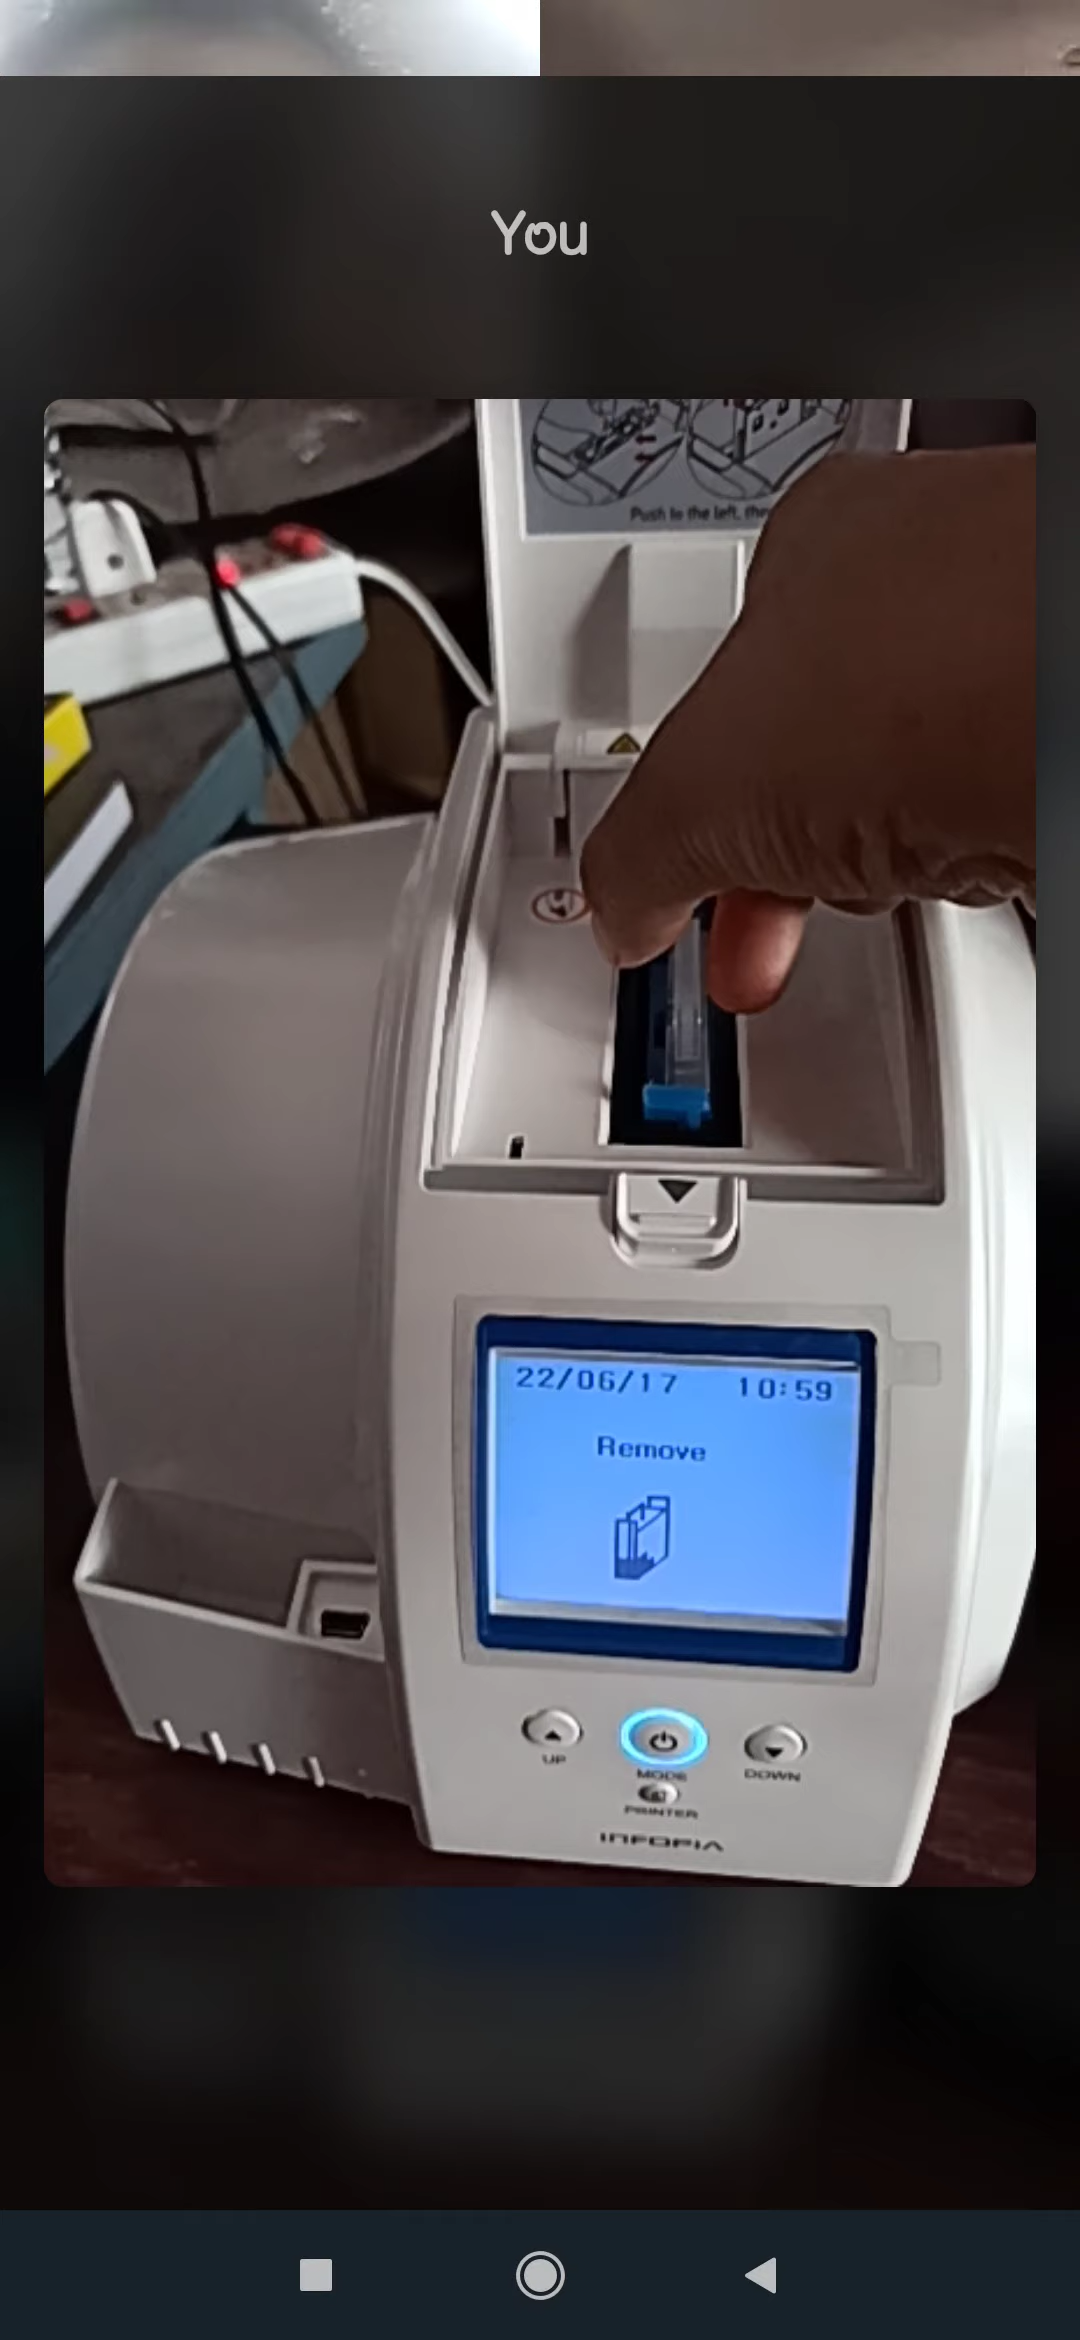 You
Push to the left, the
22/06/17 10:59
Remove
UP
MODE
DOWN
PRINTER
INFOPIA